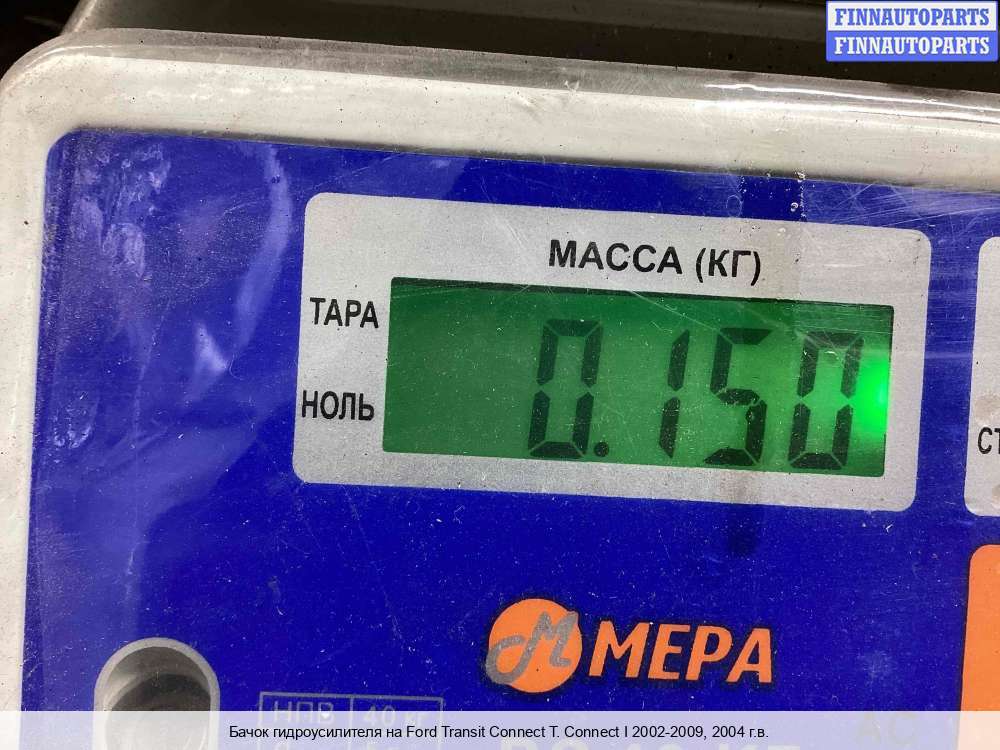 FINNAUTOPARTS
FINNAUTOPARTS
МАССА (КГ)
ТАРА
0.150
НОЛЬ
СТ
МЕРА
НПВ 40 кг
Бачок гидроусилителя на Ford Transit Connect T. Connect I 2002-2009, 2004 г.в.